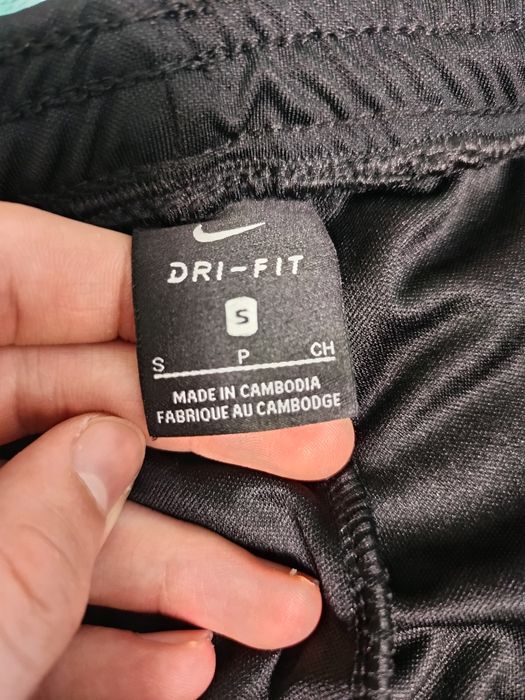 DRI-FIT
S
S P CH
MADE IN CAMBODIA
FABRIQUE AU CAMBODGE